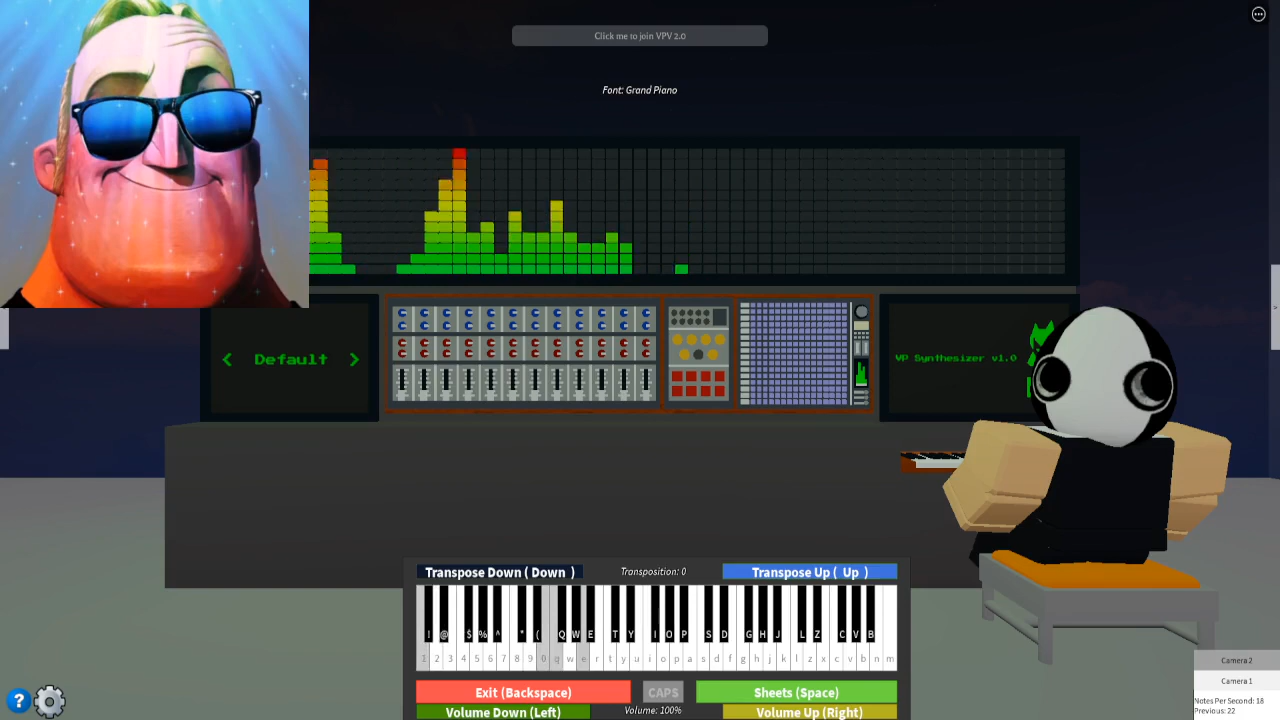 Click me to join VPV 2.0
Font: Grand Piano
< Default >
VP Synthesizer v1.0
Transpose Down ( Down )
Transposition: 0
Transpose Up ( Up )
! @ $ % ^ * ( Q W E T Y I O P S D G H J L Z C V B
1 2 3 4 5 6 7 8 9 0 q w e r t y u i o p a s d f g h j k l z x c v b n m
Exit (Backspace)
CAPS
Sheets (Space)
Volume Down (Left)
Volume: 100%
Volume Up (Right)
Camera 2
Camera 1
Notes Per Second: 18
Previous: 22
?